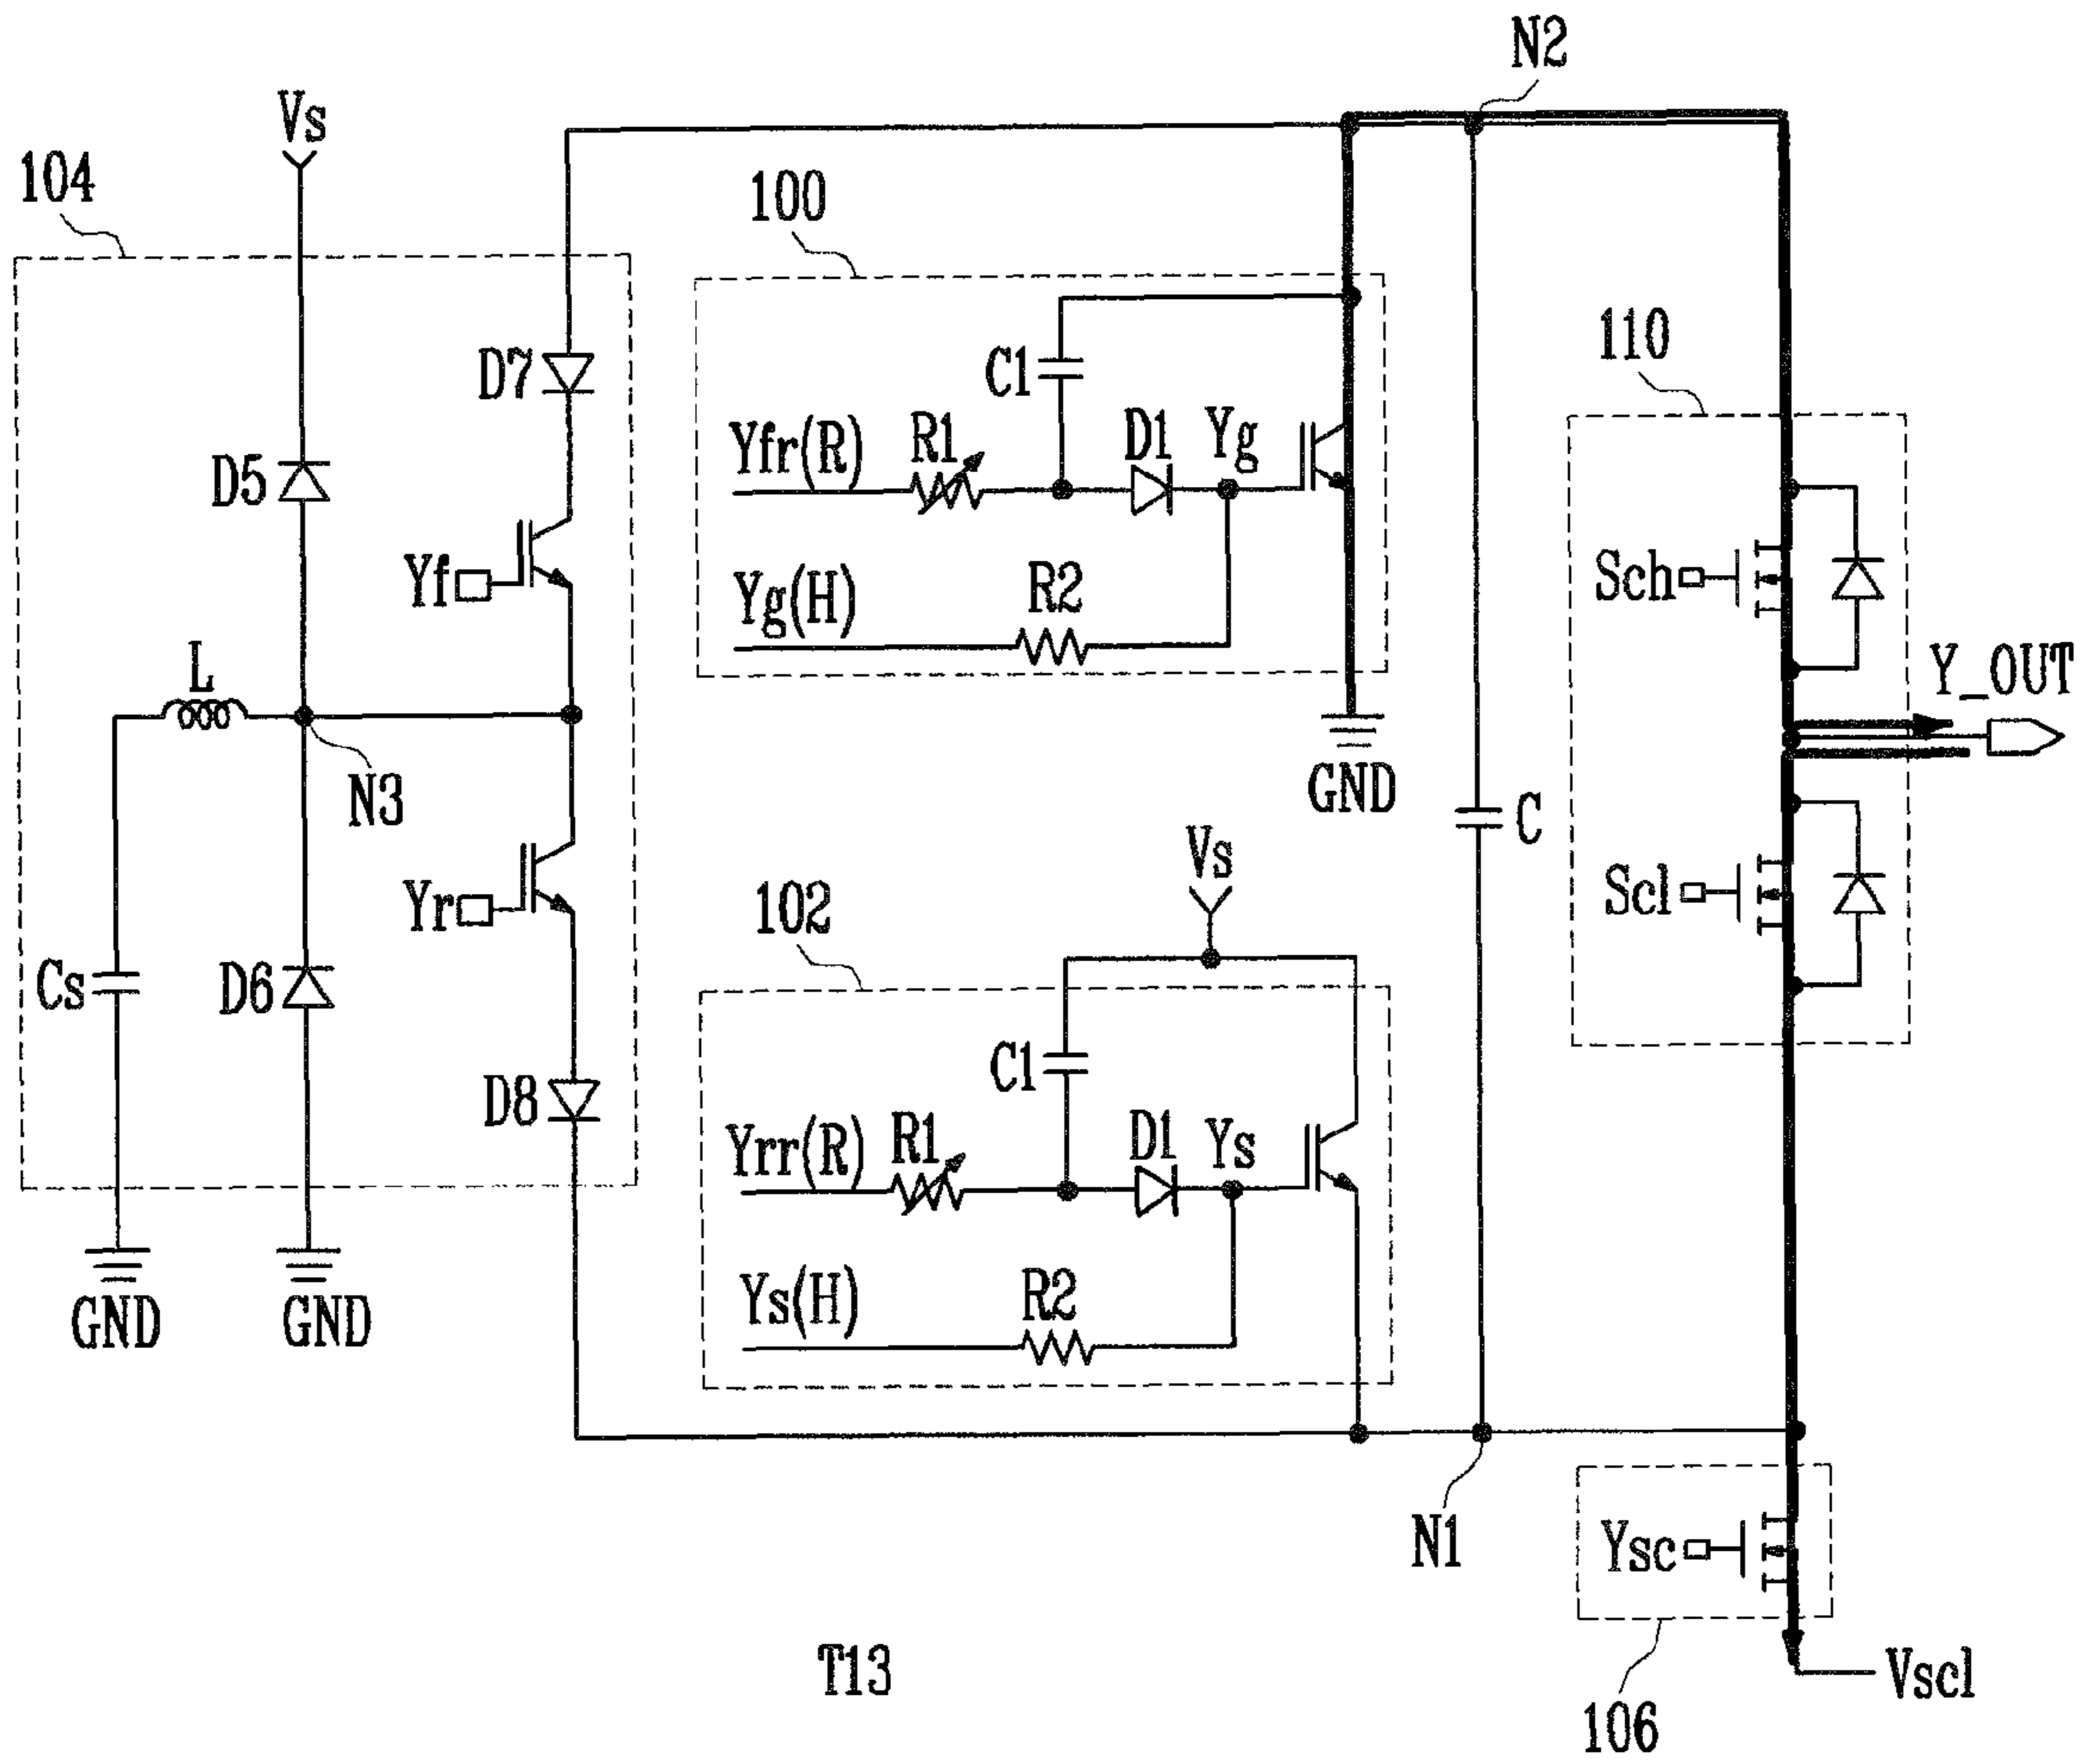 N2
Vs
104
100
110
D7
C1
Yfr(R)
R1
D1
Yg
D5
Yf
Yg(H)
R2
Sch
L
Y_OUT
N3
GND
C
Vs
102
Scl
Yr
Cs
D6
C1
D8
Yrr(R)
R1
D1
Ys
Ys(H)
R2
GND
GND
N1
Ysc
T13
Vscl
106